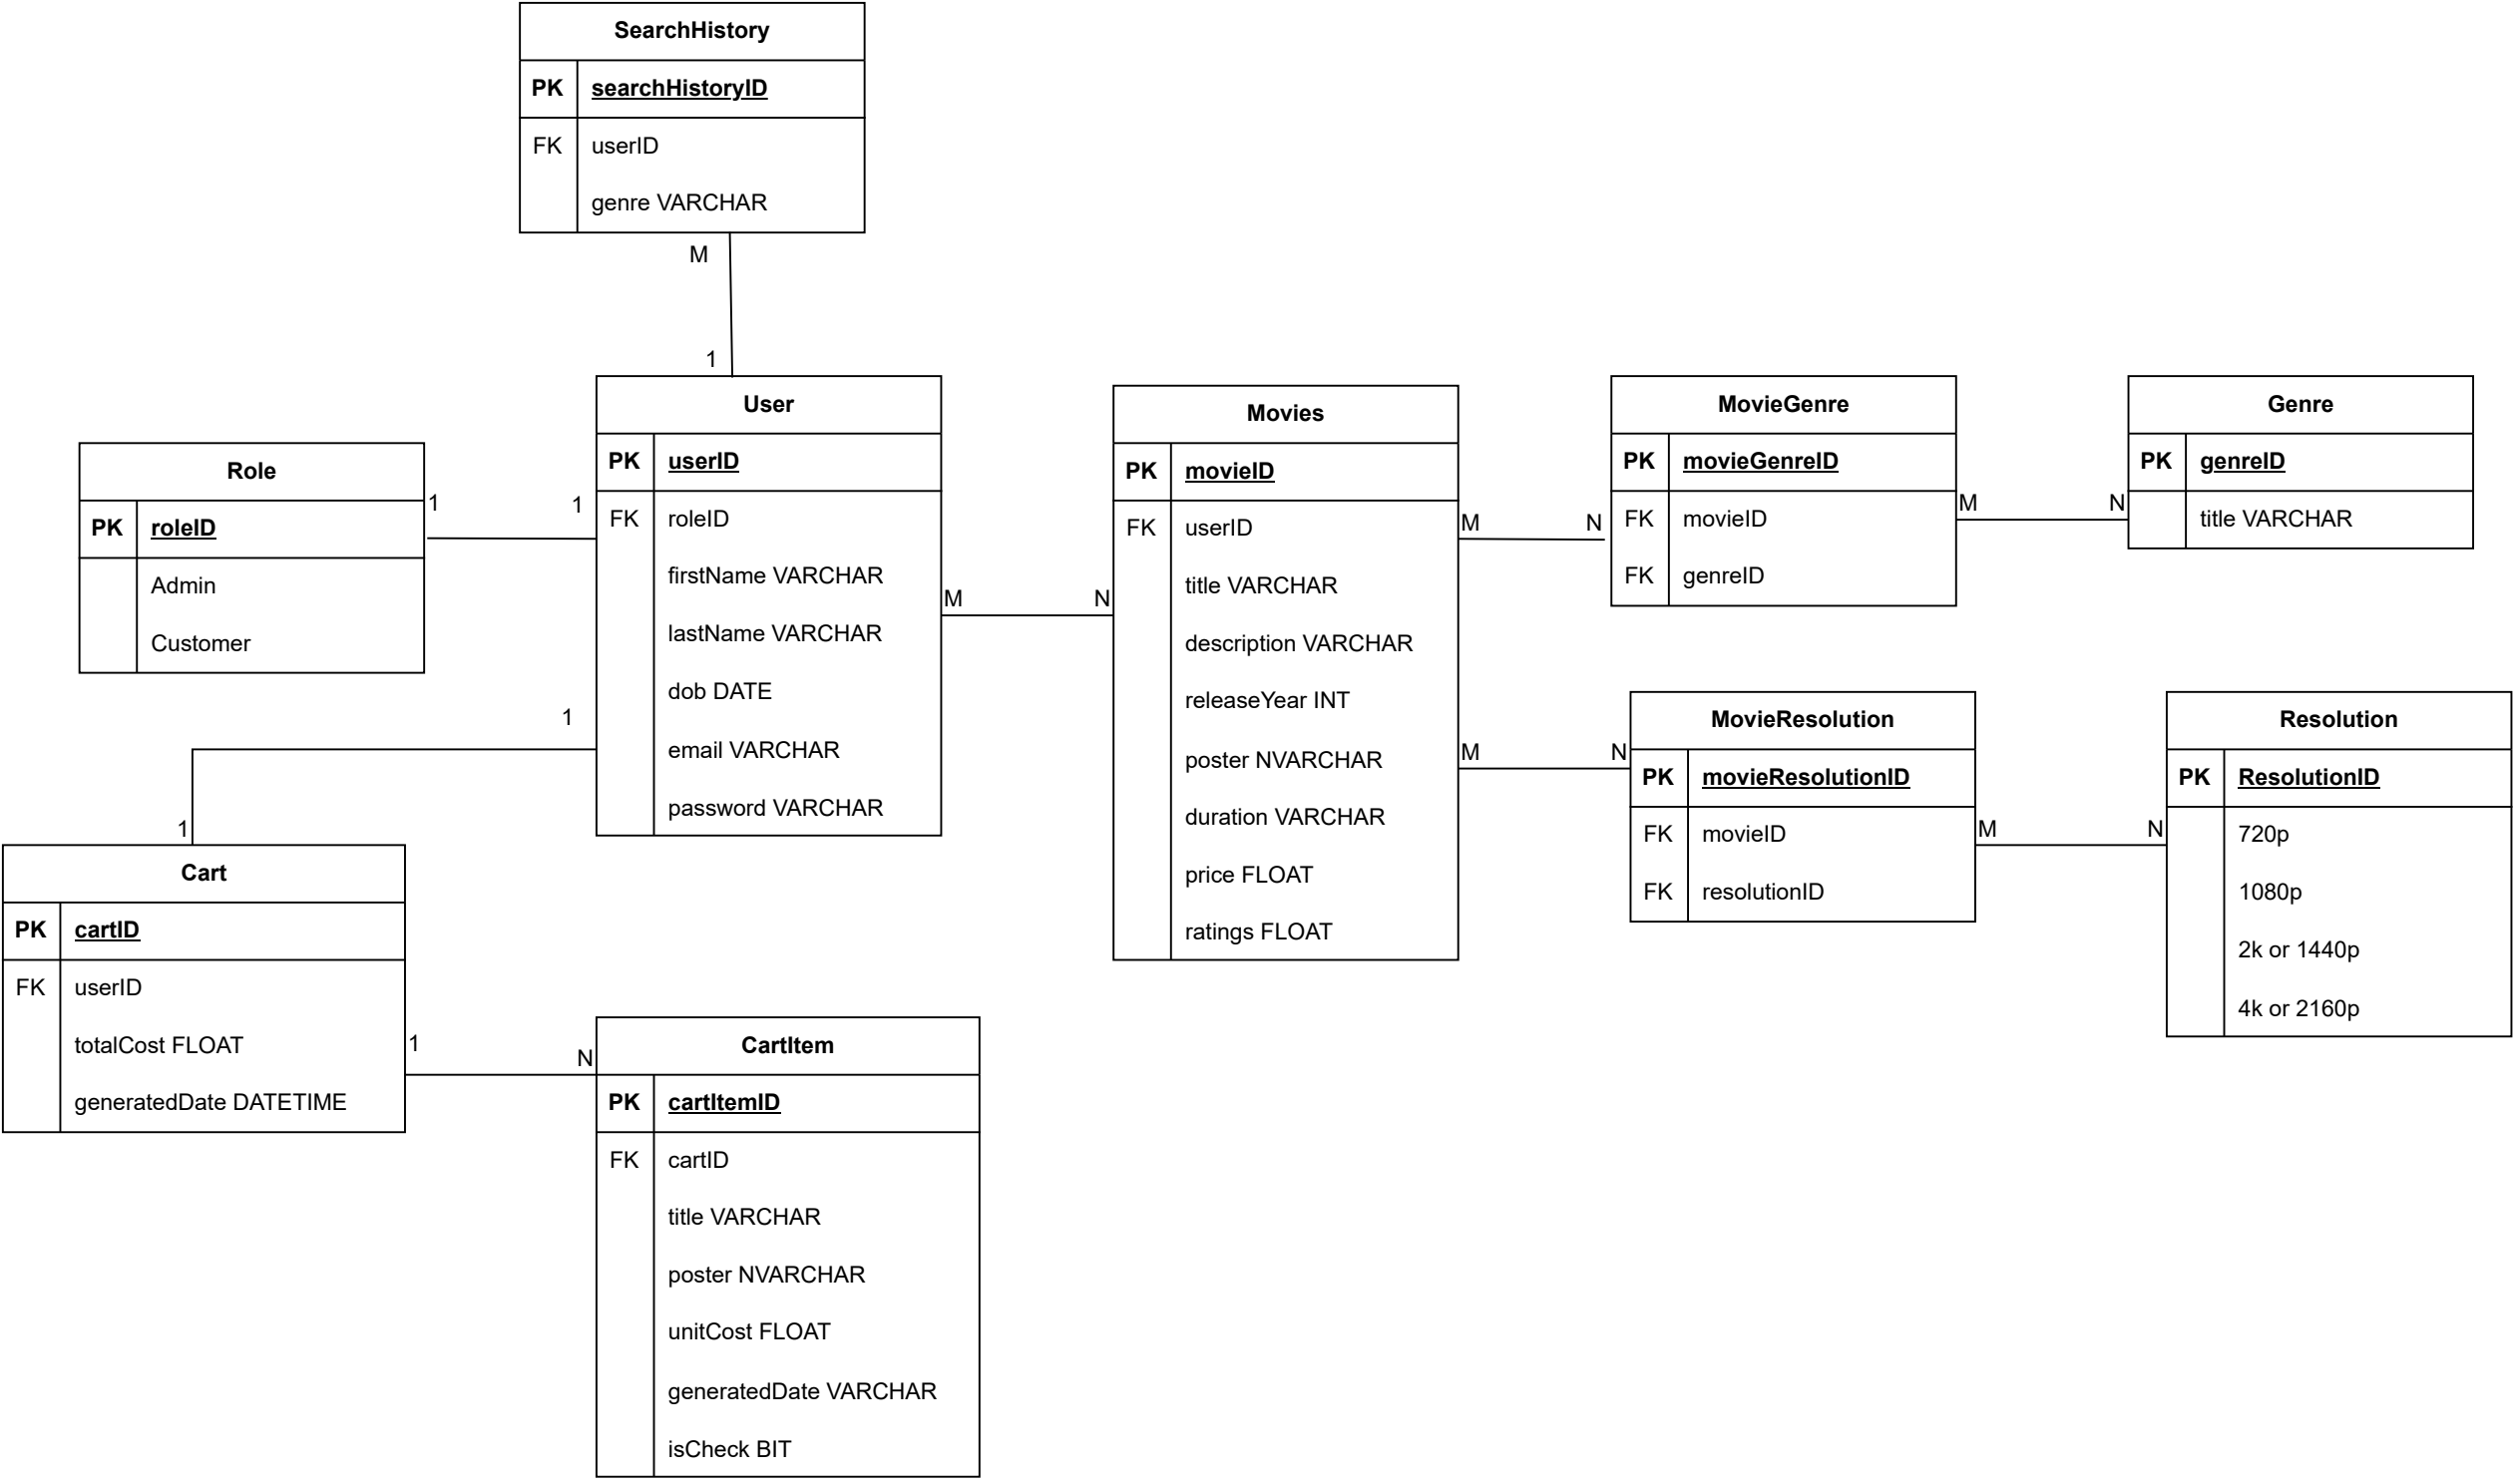 SearchHistory
PK searchHistoryID
FK userID
genre VARCHAR
M
1
User
PK userID
FK roleID
firstName VARCHAR
lastName VARCHAR
dob DATE
email VARCHAR
password VARCHAR
Role
PK roleID
Admin
Customer
1 1
M N
Movies
PK movieID
FK userID
title VARCHAR
description VARCHAR
releaseYear INT
poster NVARCHAR
duration VARCHAR
price FLOAT
ratings FLOAT
M N
MovieGenre
PK movieGenreID
FK movieID
FK genreID
M N
Genre
PK genreID
title VARCHAR
M N
MovieResolution
PK movieResolutionID
FK movieID
FK resolutionID
M N
Resolution
PK ResolutionID
720p
1080p
2k or 1440p
4k or 2160p
1
1
Cart
PK cartID
FK userID
totalCost FLOAT
generatedDate DATETIME
1 N
CartItem
PK cartItemID
FK cartID
title VARCHAR
poster NVARCHAR
unitCost FLOAT
generatedDate VARCHAR
isCheck BIT